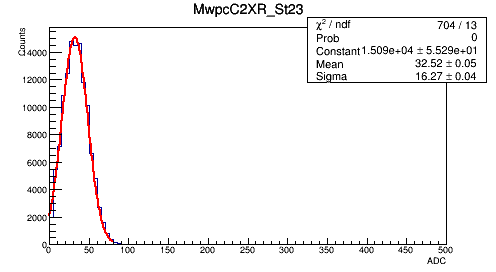 MwpcC2XR_St23
χ² / ndf 704 / 13
Prob 0
Constant 1.509e+04 ± 5.529e+01
Mean 32.52 ± 0.05
Sigma 16.27 ± 0.04
Counts
14000
12000
10000
8000
6000
4000
2000
0
0 50 100 150 200 250 300 350 400 450 500
ADC